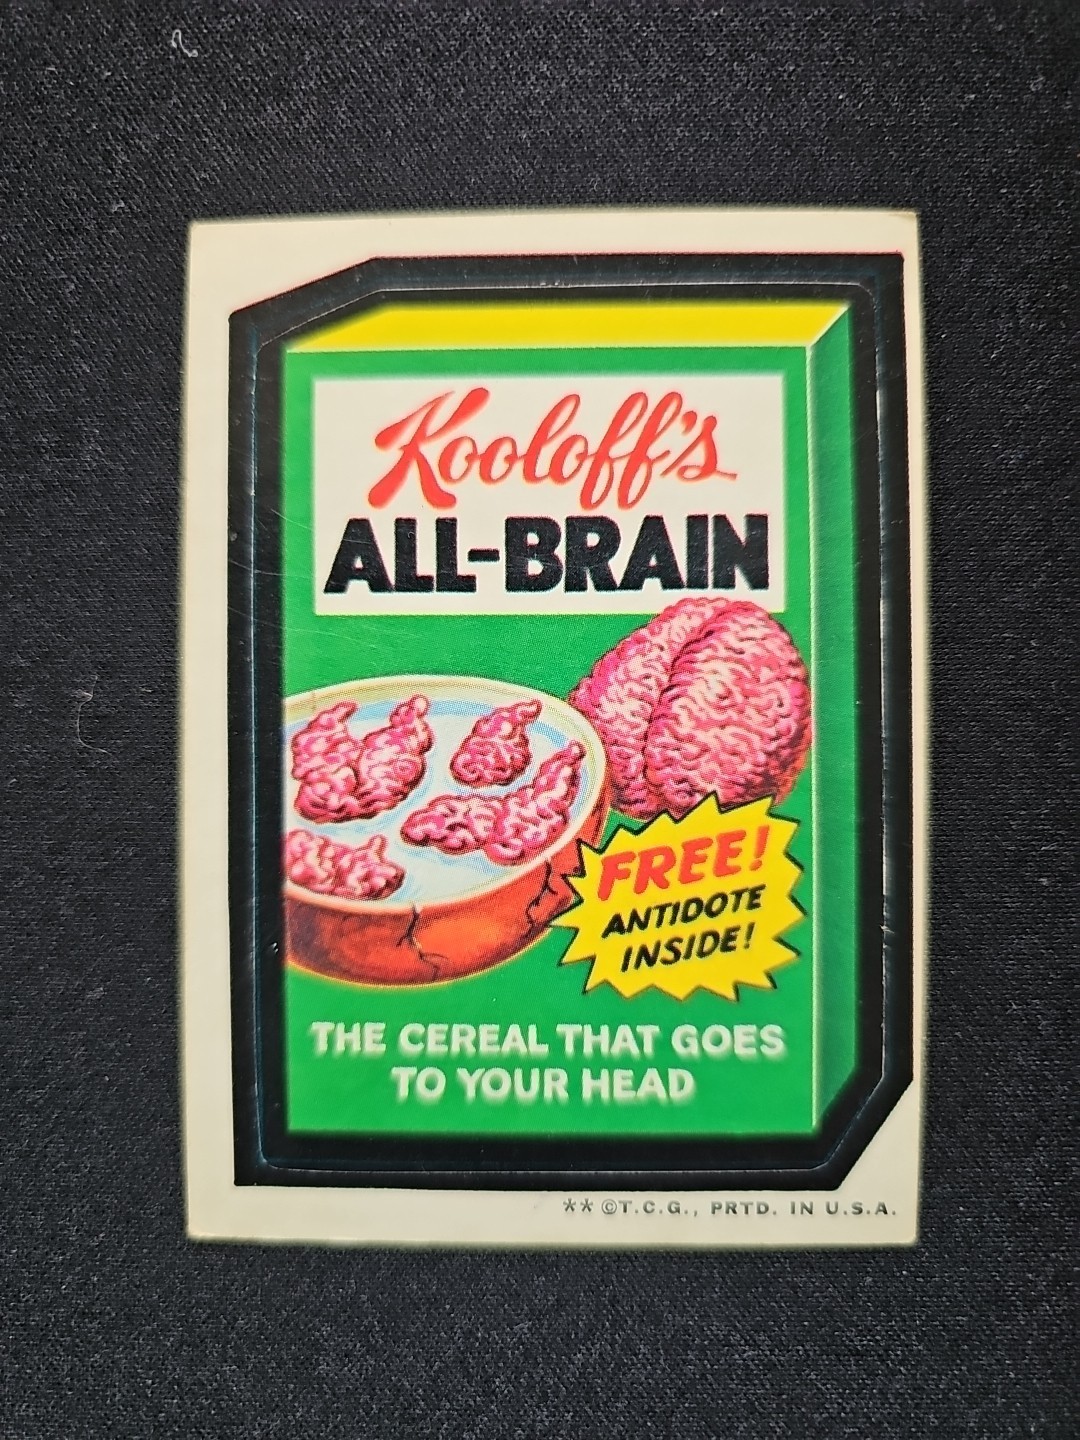 Kooloff's
ALL-BRAIN
FREE!
ANTIDOTE
INSIDE!
THE CEREAL THAT GOES
TO YOUR HEAD
** ©T.C.G., PRTD. IN U.S.A.